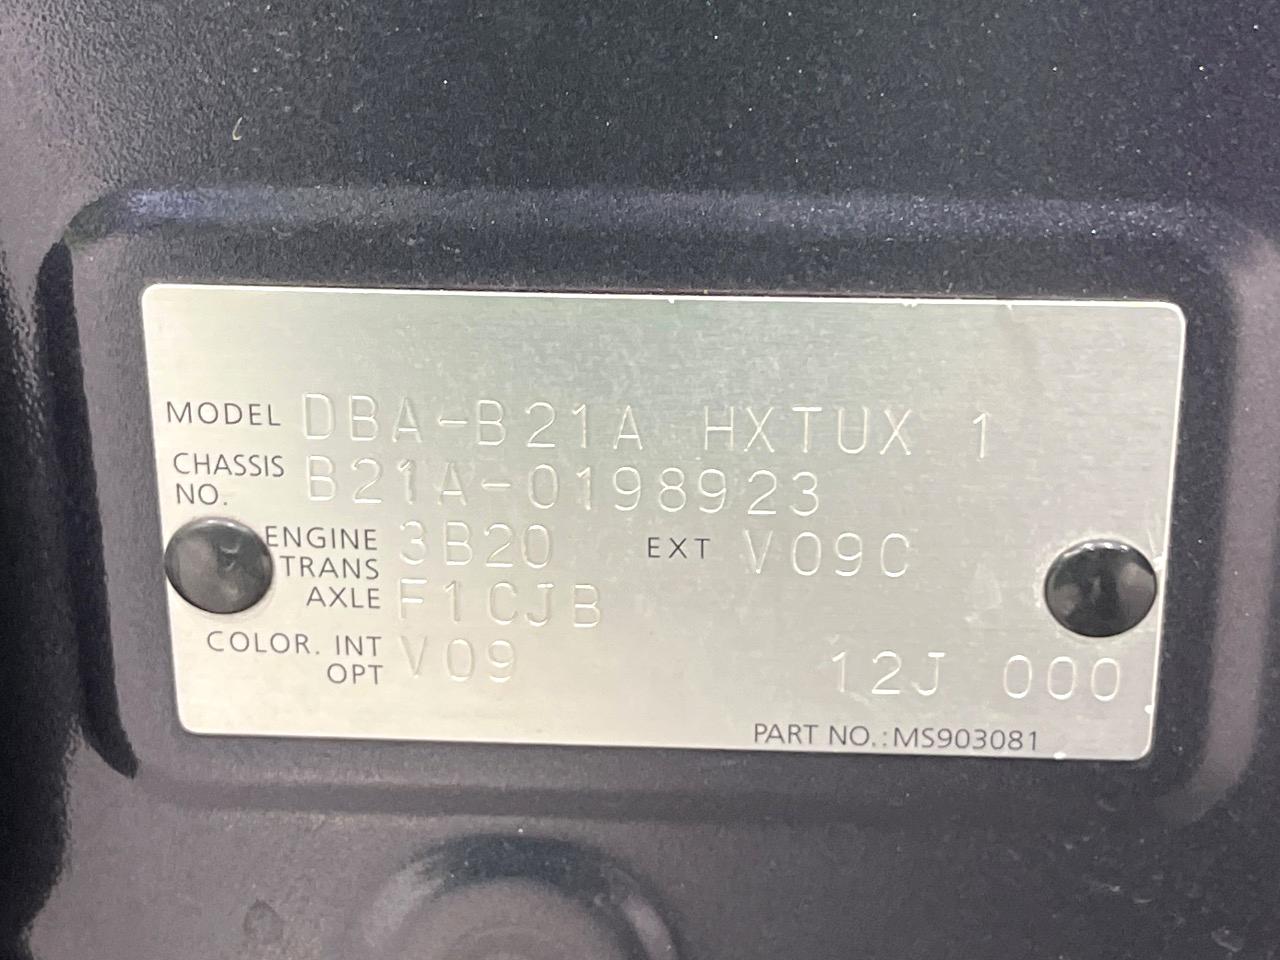 MODEL DBA-B21A HXTUX 1
CHASSIS NO. B21A-0198923
ENGINE 3B20 EXT V09C
TRANS AXLE F1CJB
COLOR. INT OPT V09 12J 000
PART NO.:MS903081